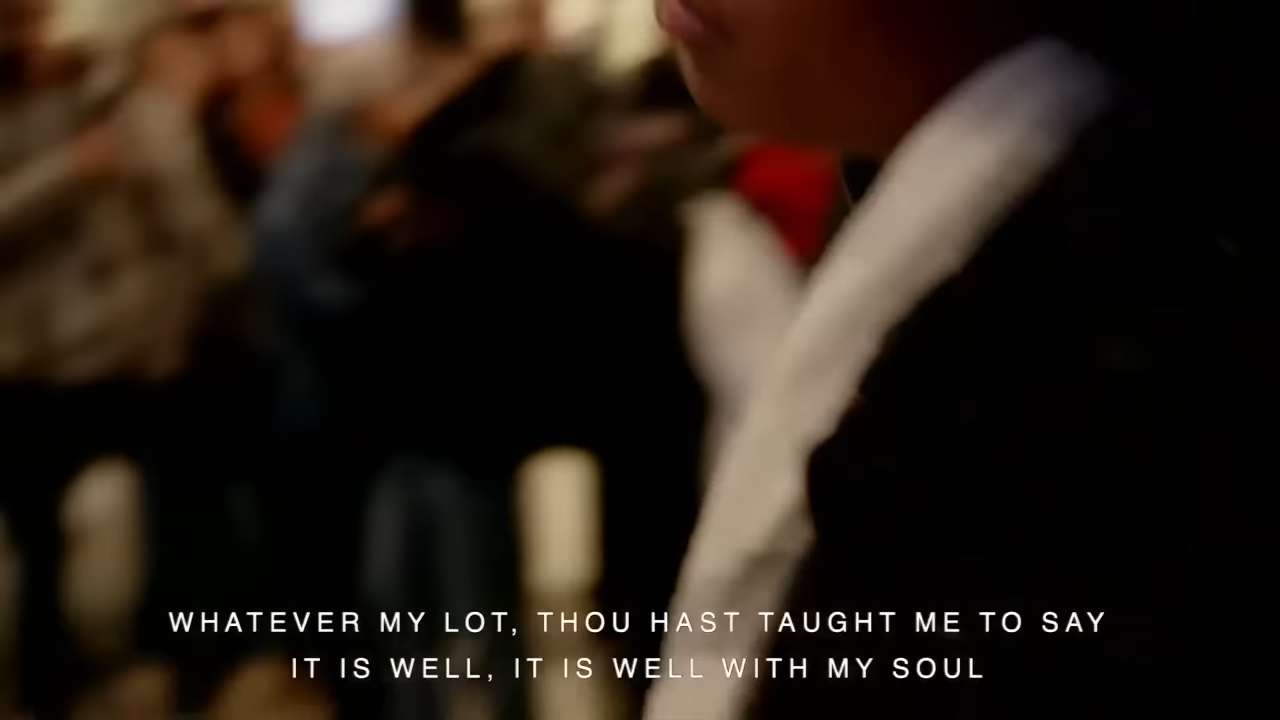 WHATEVER MY LOT, THOU HAST TAUGHT ME TO SAY
IT IS WELL, IT IS WELL WITH MY SOUL